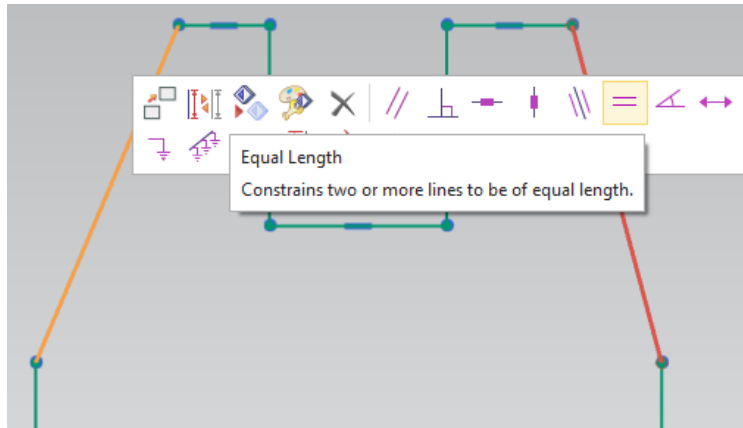 Equal Length
Constrains two or more lines to be of equal length.